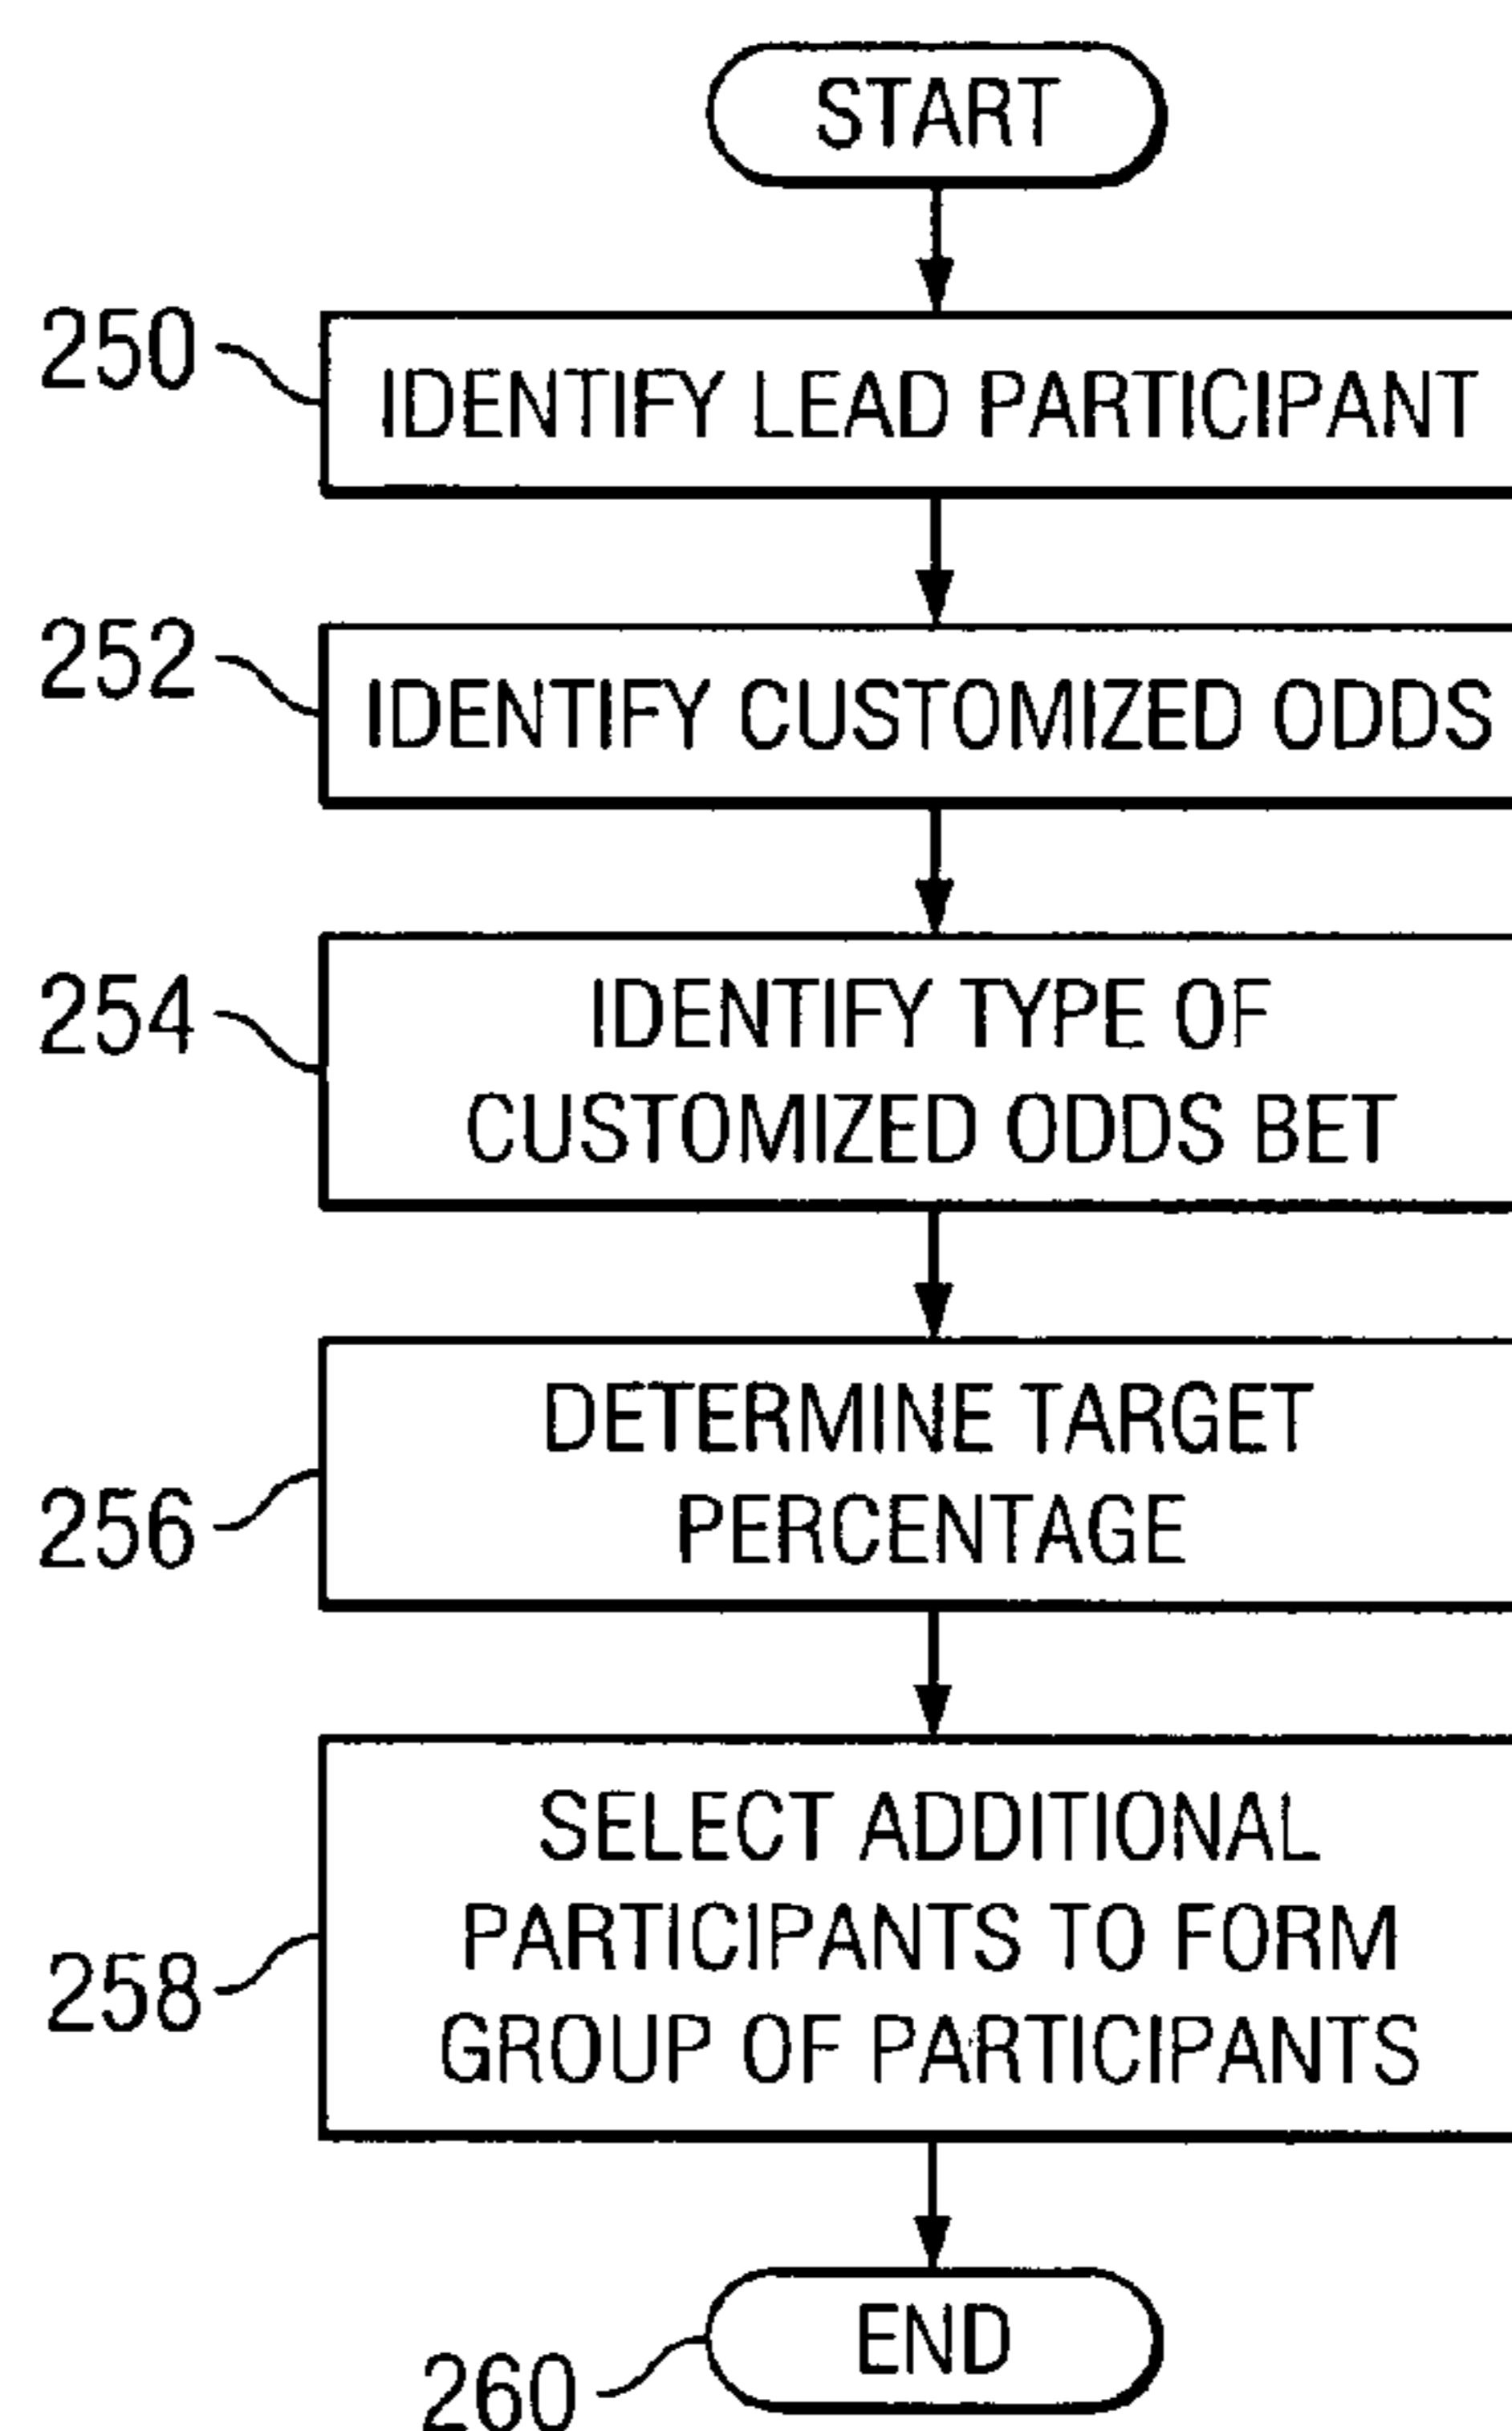 START
250
IDENTIFY LEAD PARTICIPANT
252
IDENTIFY CUSTOMIZED ODDS
254
IDENTIFY TYPE OF
CUSTOMIZED ODDS BET
256
DETERMINE TARGET
PERCENTAGE
258
SELECT ADDITIONAL
PARTICIPANTS TO FORM
GROUP OF PARTICIPANTS
260
END